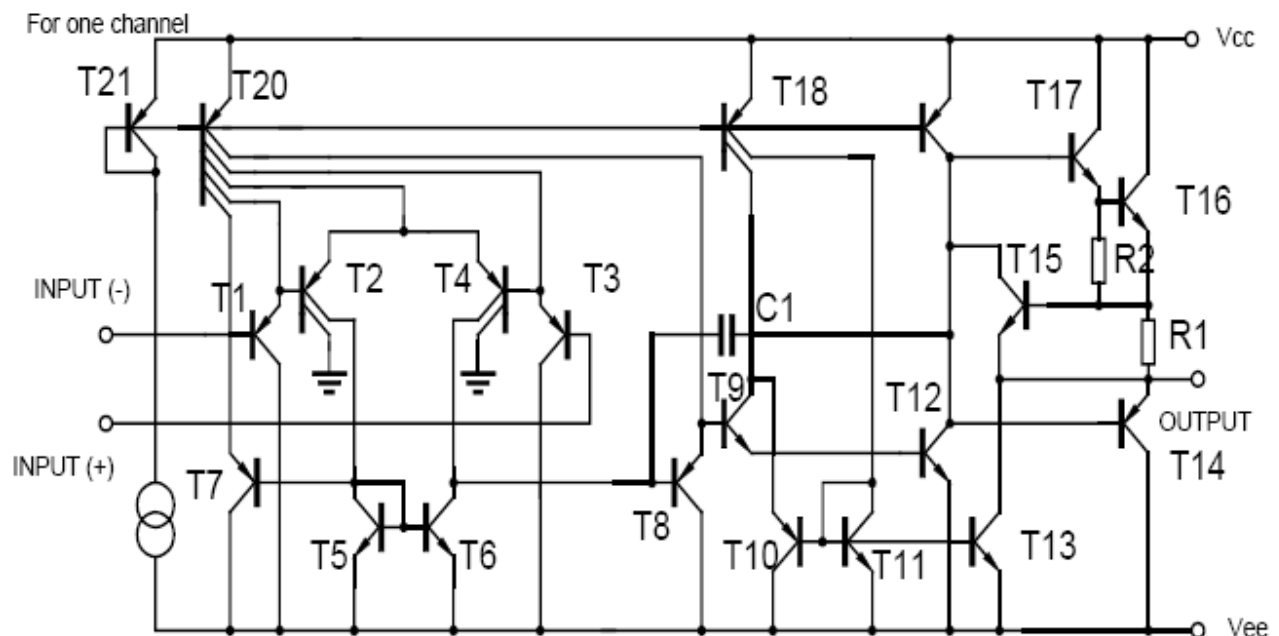 For one channel
Vcc
T21
T20
T18
T17
T16
T2
T4
T3
T15
R2
INPUT (-)
T1
C1
R1
T9
T12
OUTPUT
INPUT (+)
T7
T14
T8
T5
T6
T10
T11
T13
Vee